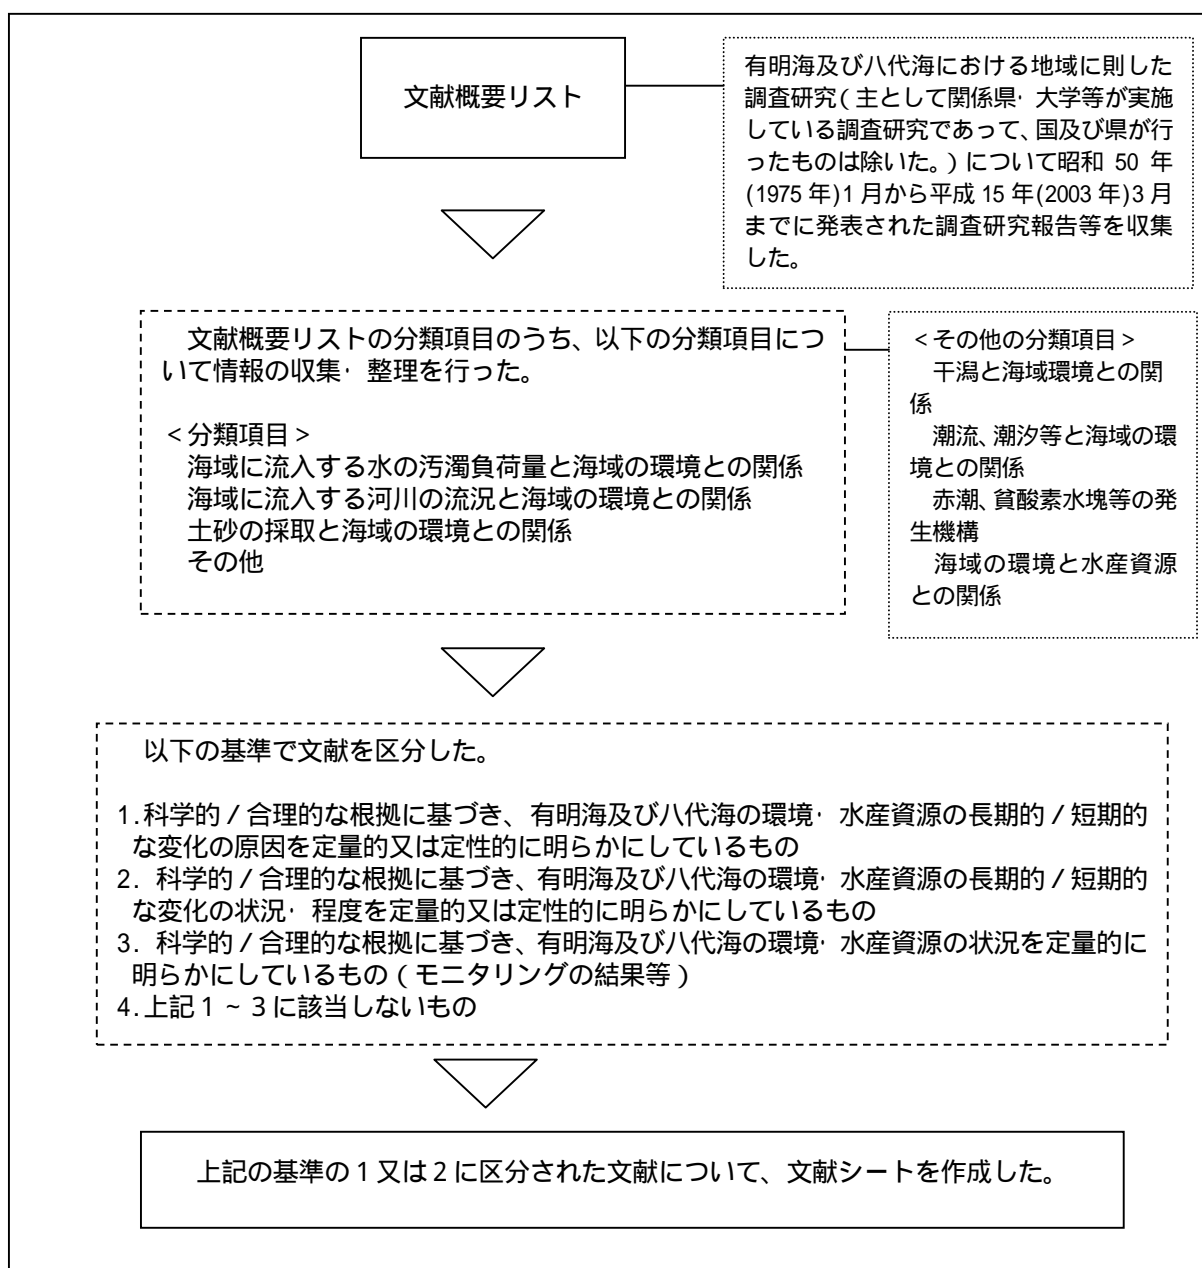 文献概要リスト
有明海及び八代海における地域に則した
調査研究(主として関係県・大学等が実施
している調査研究であって、国及び県が行
ったものは除いた。)について昭和 50 年
(1975 年)1 月から平成 15 年(2003 年)3 月
までに発表された調査研究報告等を収集
した。
文献概要リストの分類項目のうち、以下の分類項目につ
いて情報の収集・整理を行った。
<分類項目>
海域に流入する水の汚濁負荷量と海域の環境との関係
海域に流入する河川の流況と海域の環境との関係
土砂の採取と海域の環境との関係
その他
<その他の分類項目>
干潟と海域環境との関
係
潮流、潮汐等と海域の環
境との関係
赤潮、貧酸素水塊等の発
生機構
海域の環境と水産資源
との関係
以下の基準で文献を区分した。
1.科学的/合理的な根拠に基づき、有明海及び八代海の環境・水産資源の長期的/短期的
な変化の原因を定量的又は定性的に明らかにしているもの
2. 科学的/合理的な根拠に基づき、有明海及び八代海の環境・水産資源の長期的/短期的
な変化の状況・程度を定量的又は定性的に明らかにしているもの
3. 科学的/合理的な根拠に基づき、有明海及び八代海の環境・水産資源の状況を定量的に
明らかにしているもの(モニタリングの結果等)
4.上記1~3に該当しないもの
上記の基準の1又は2に区分された文献について、文献シートを作成した。